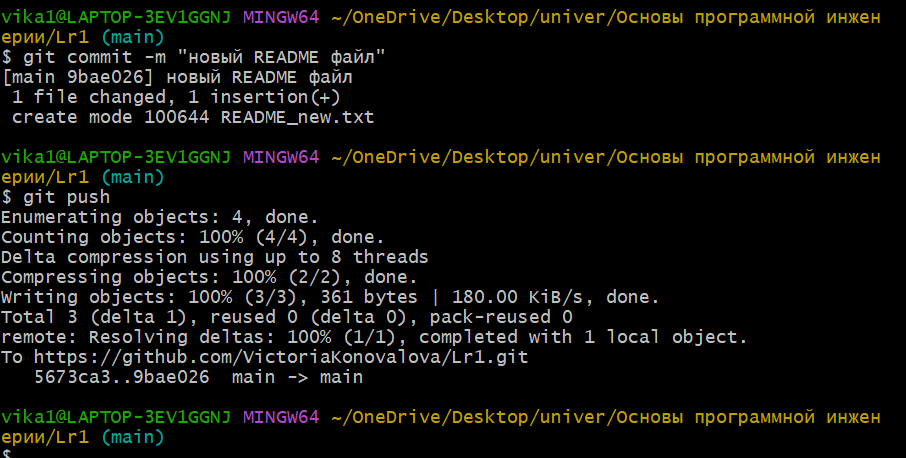 vika1@LAPTOP-3EV1GGNJ MINGW64 ~/OneDrive/Desktop/univer/Основы программной инжен
ерии/Lr1 (main)
$ git commit -m "новый README файл"
[main 9bae026] новый README файл
 1 file changed, 1 insertion(+)
 create mode 100644 README_new.txt

vika1@LAPTOP-3EV1GGNJ MINGW64 ~/OneDrive/Desktop/univer/Основы программной инжен
ерии/Lr1 (main)
$ git push
Enumerating objects: 4, done.
Counting objects: 100% (4/4), done.
Delta compression using up to 8 threads
Compressing objects: 100% (2/2), done.
Writing objects: 100% (3/3), 361 bytes | 180.00 KiB/s, done.
Total 3 (delta 1), reused 0 (delta 0), pack-reused 0
remote: Resolving deltas: 100% (1/1), completed with 1 local object.
To https://github.com/VictoriaKonovalova/Lr1.git
   5673ca3..9bae026  main -> main

vika1@LAPTOP-3EV1GGNJ MINGW64 ~/OneDrive/Desktop/univer/Основы программной инжен
ерии/Lr1 (main)
$